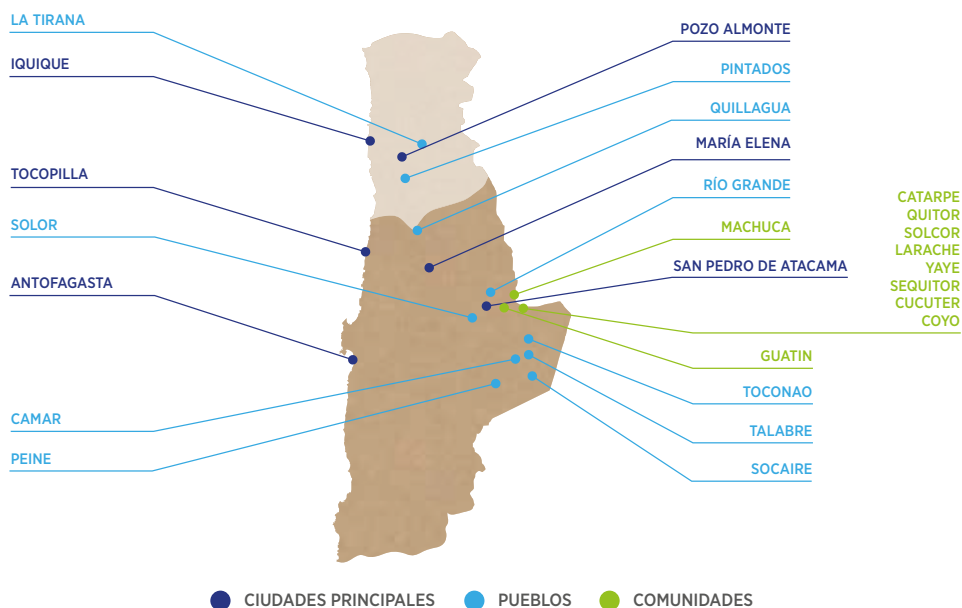 LA TIRANA
IQUIQUE
TOCOPILLA
SOLOR
ANTOFAGASTA
CAMAR
PEINE
POZO ALMONTE
PINTADOS
QUILLAGUA
MARÍA ELENA
RÍO GRANDE
MACHUCA
SAN PEDRO DE ATACAMA
CATARPE
QUITOR
SOLCOR
LARACHE
YAYE
SEQUITOR
CUCUTER
COYO
GUATIN
TOCONAO
TALABRE
SOCAIRE
CIUDADES PRINCIPALES
PUEBLOS
COMUNIDADES